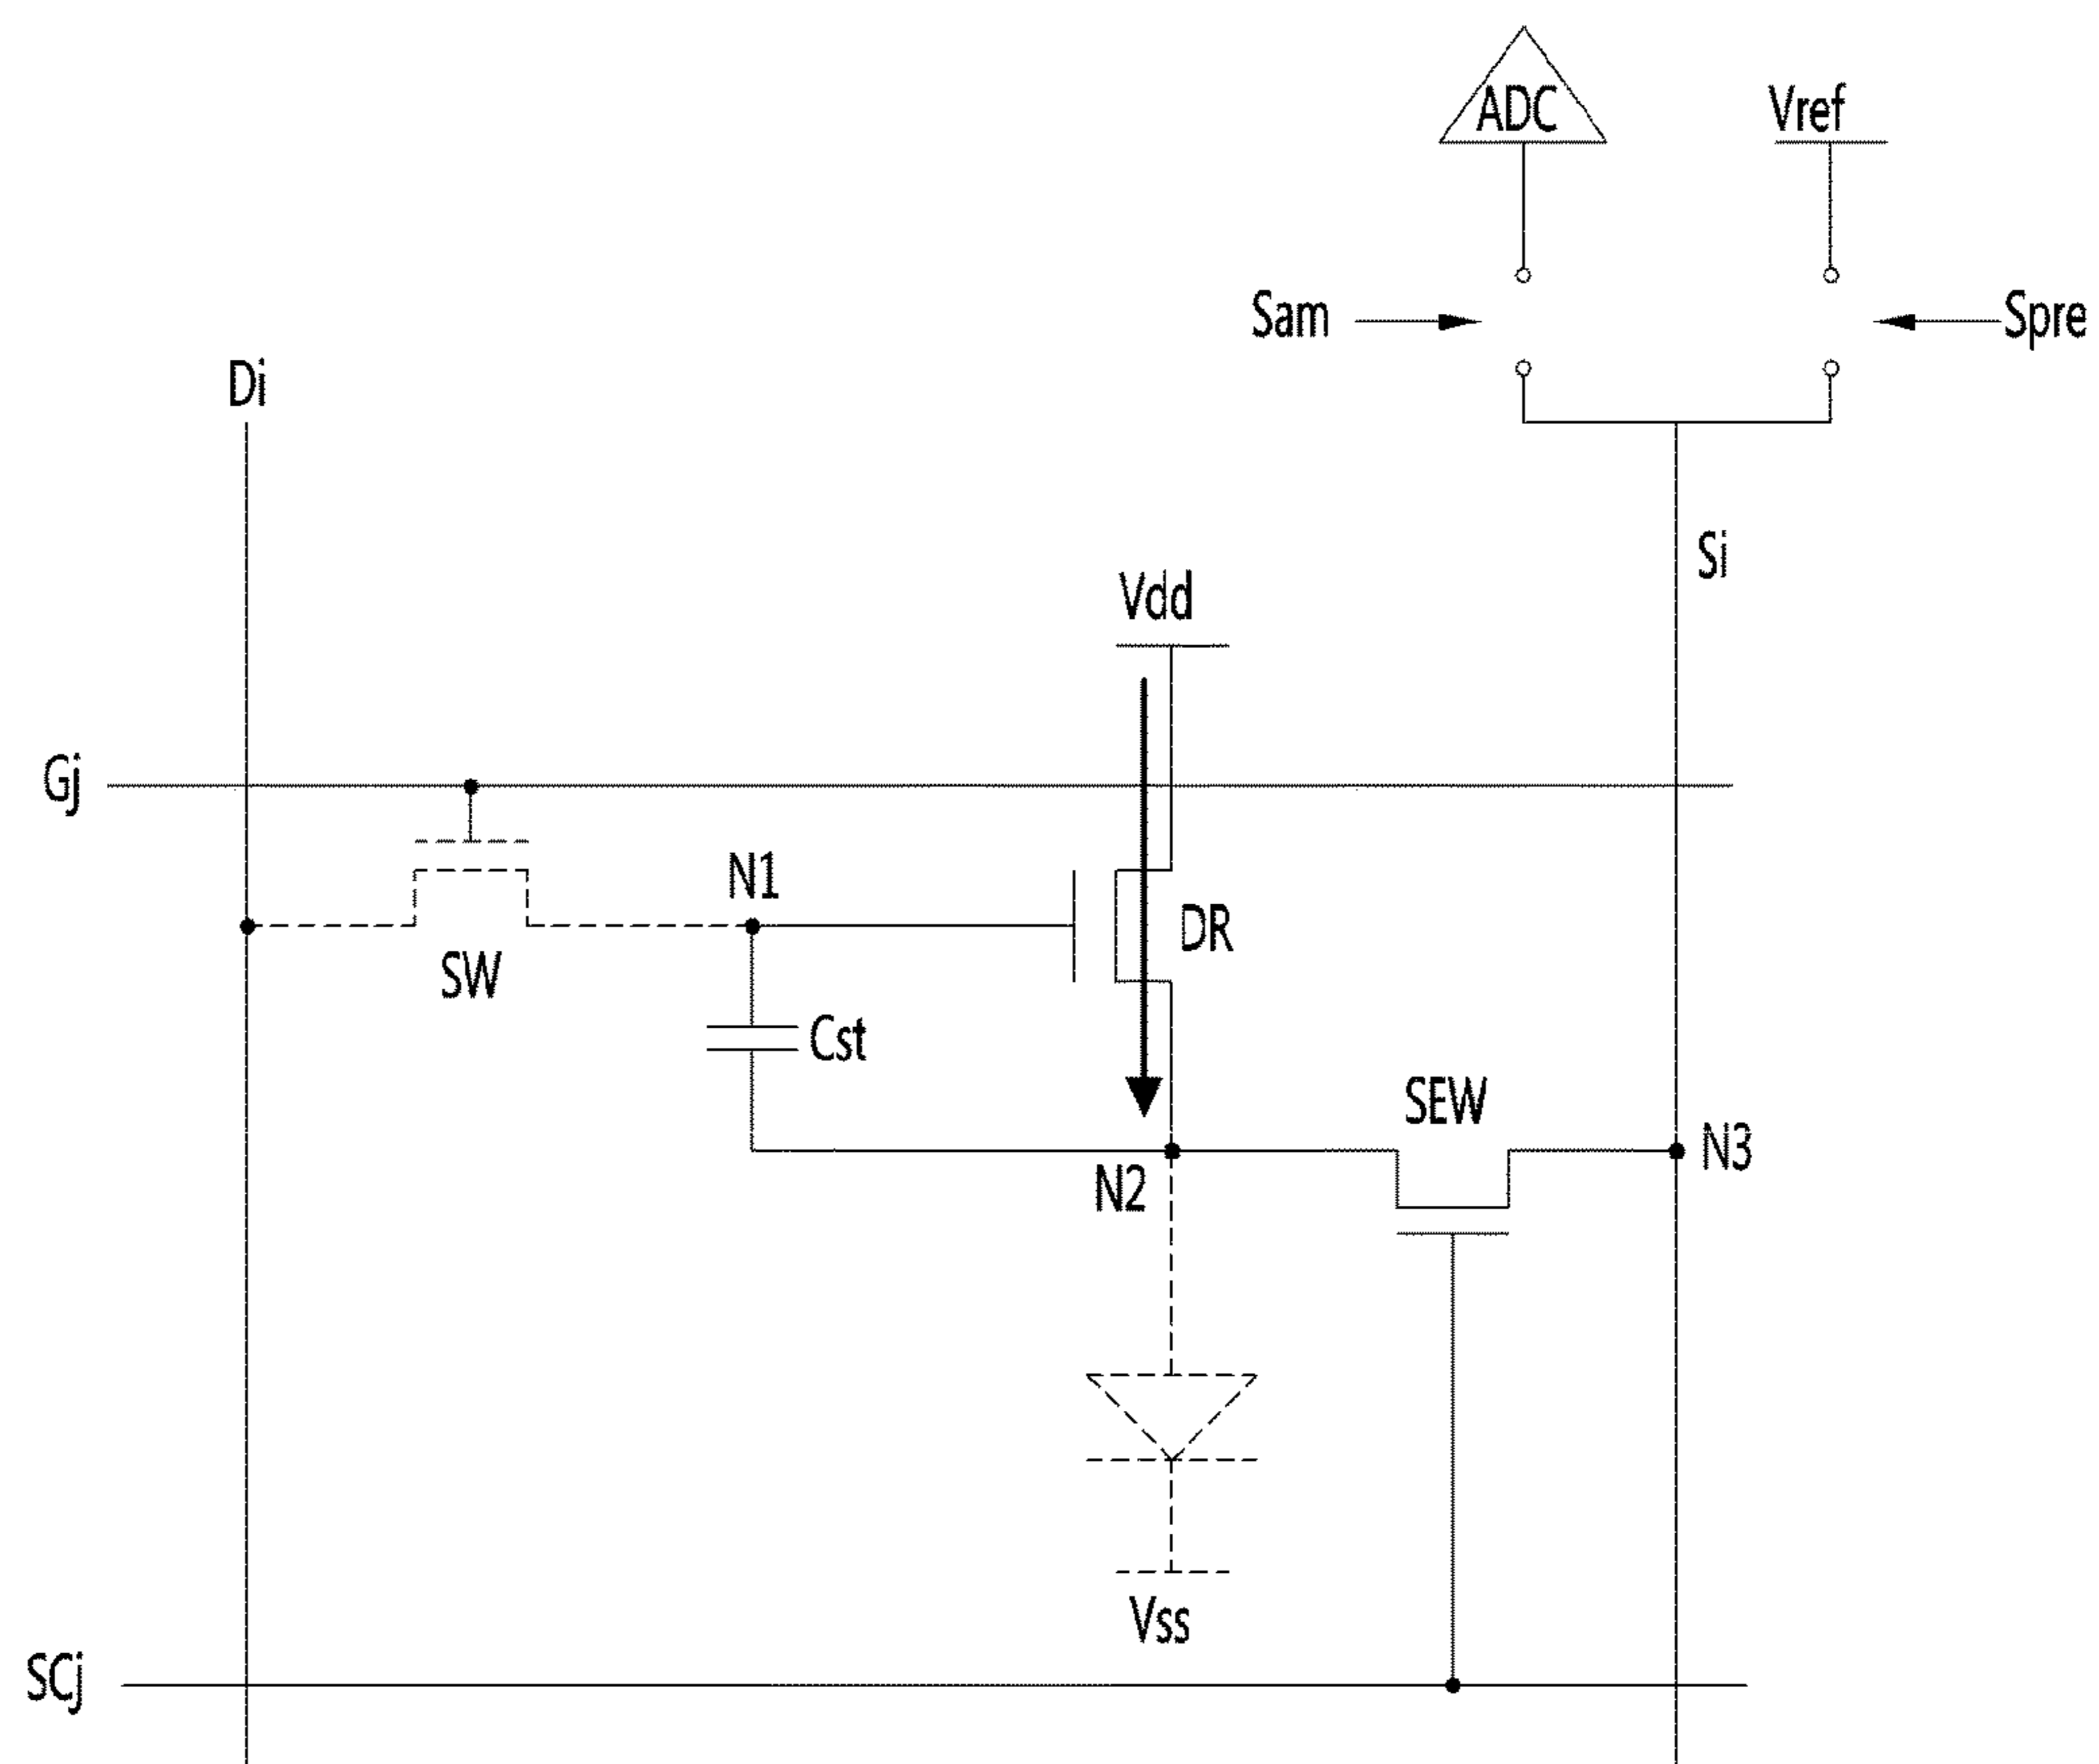 ADC
Vref
Sam
Spre
Di
Si
Vdd
Gj
N1
DR
SW
Cst
SEW
N3
N2
Vss
SCj